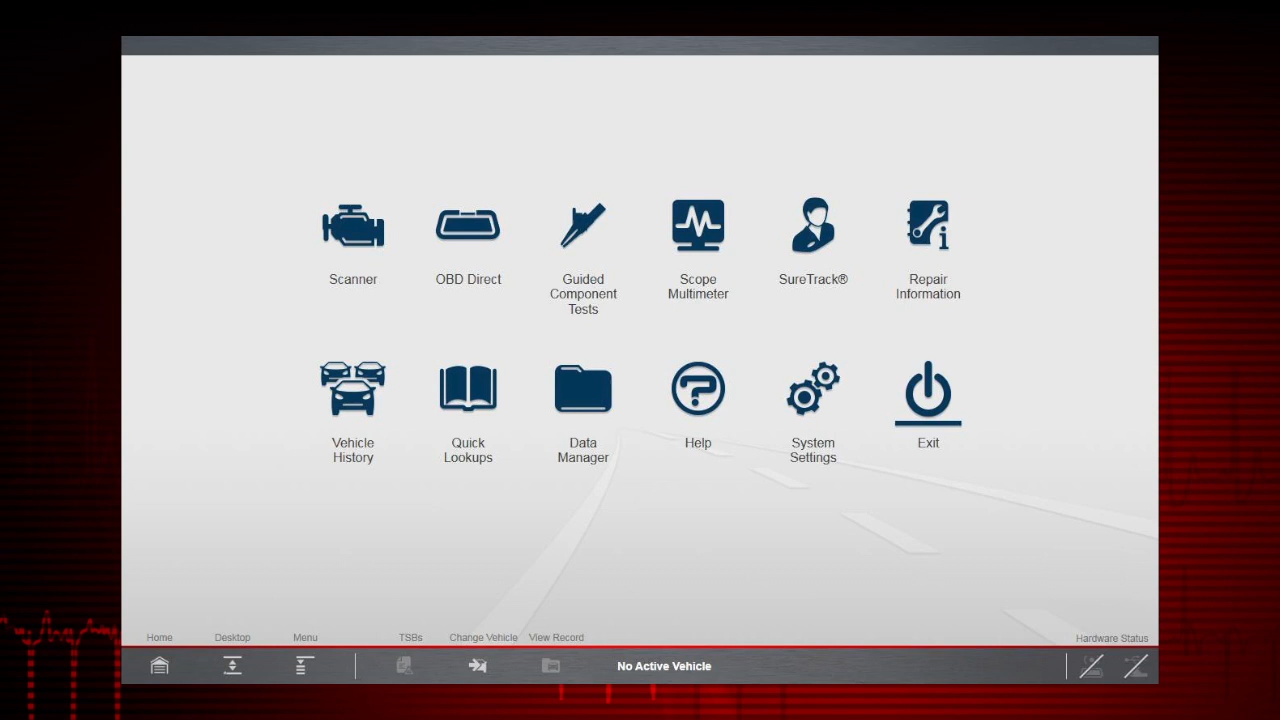 Scanner
OBD Direct
Guided
Component
Tests
Scope
Multimeter
SureTrack®
Repair
Information
Vehicle
History
Quick
Lookups
Data
Manager
Help
System
Settings
Exit
Home
Desktop
Menu
TSBs
Change Vehicle
View Record
Hardware Status
No Active Vehicle